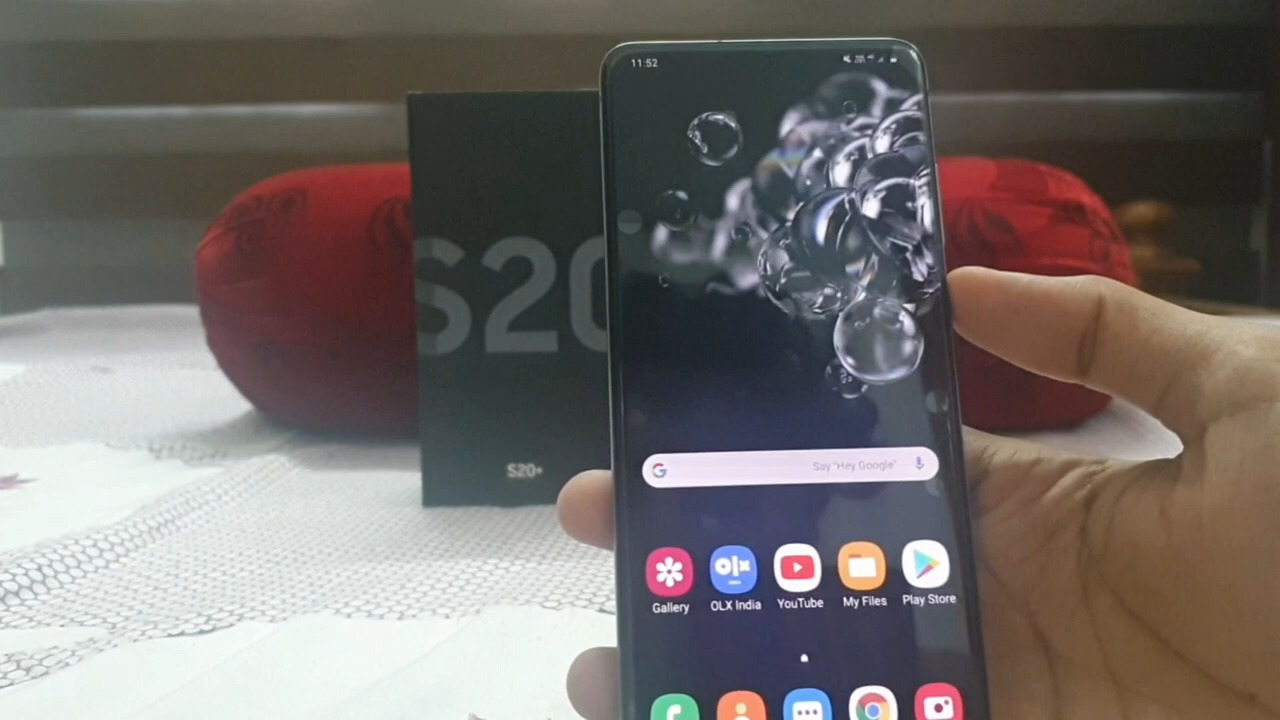 11:52
S20
S20+
Say "Hey Google"
Gallery
OLX India
YouTube
My Files
Play Store